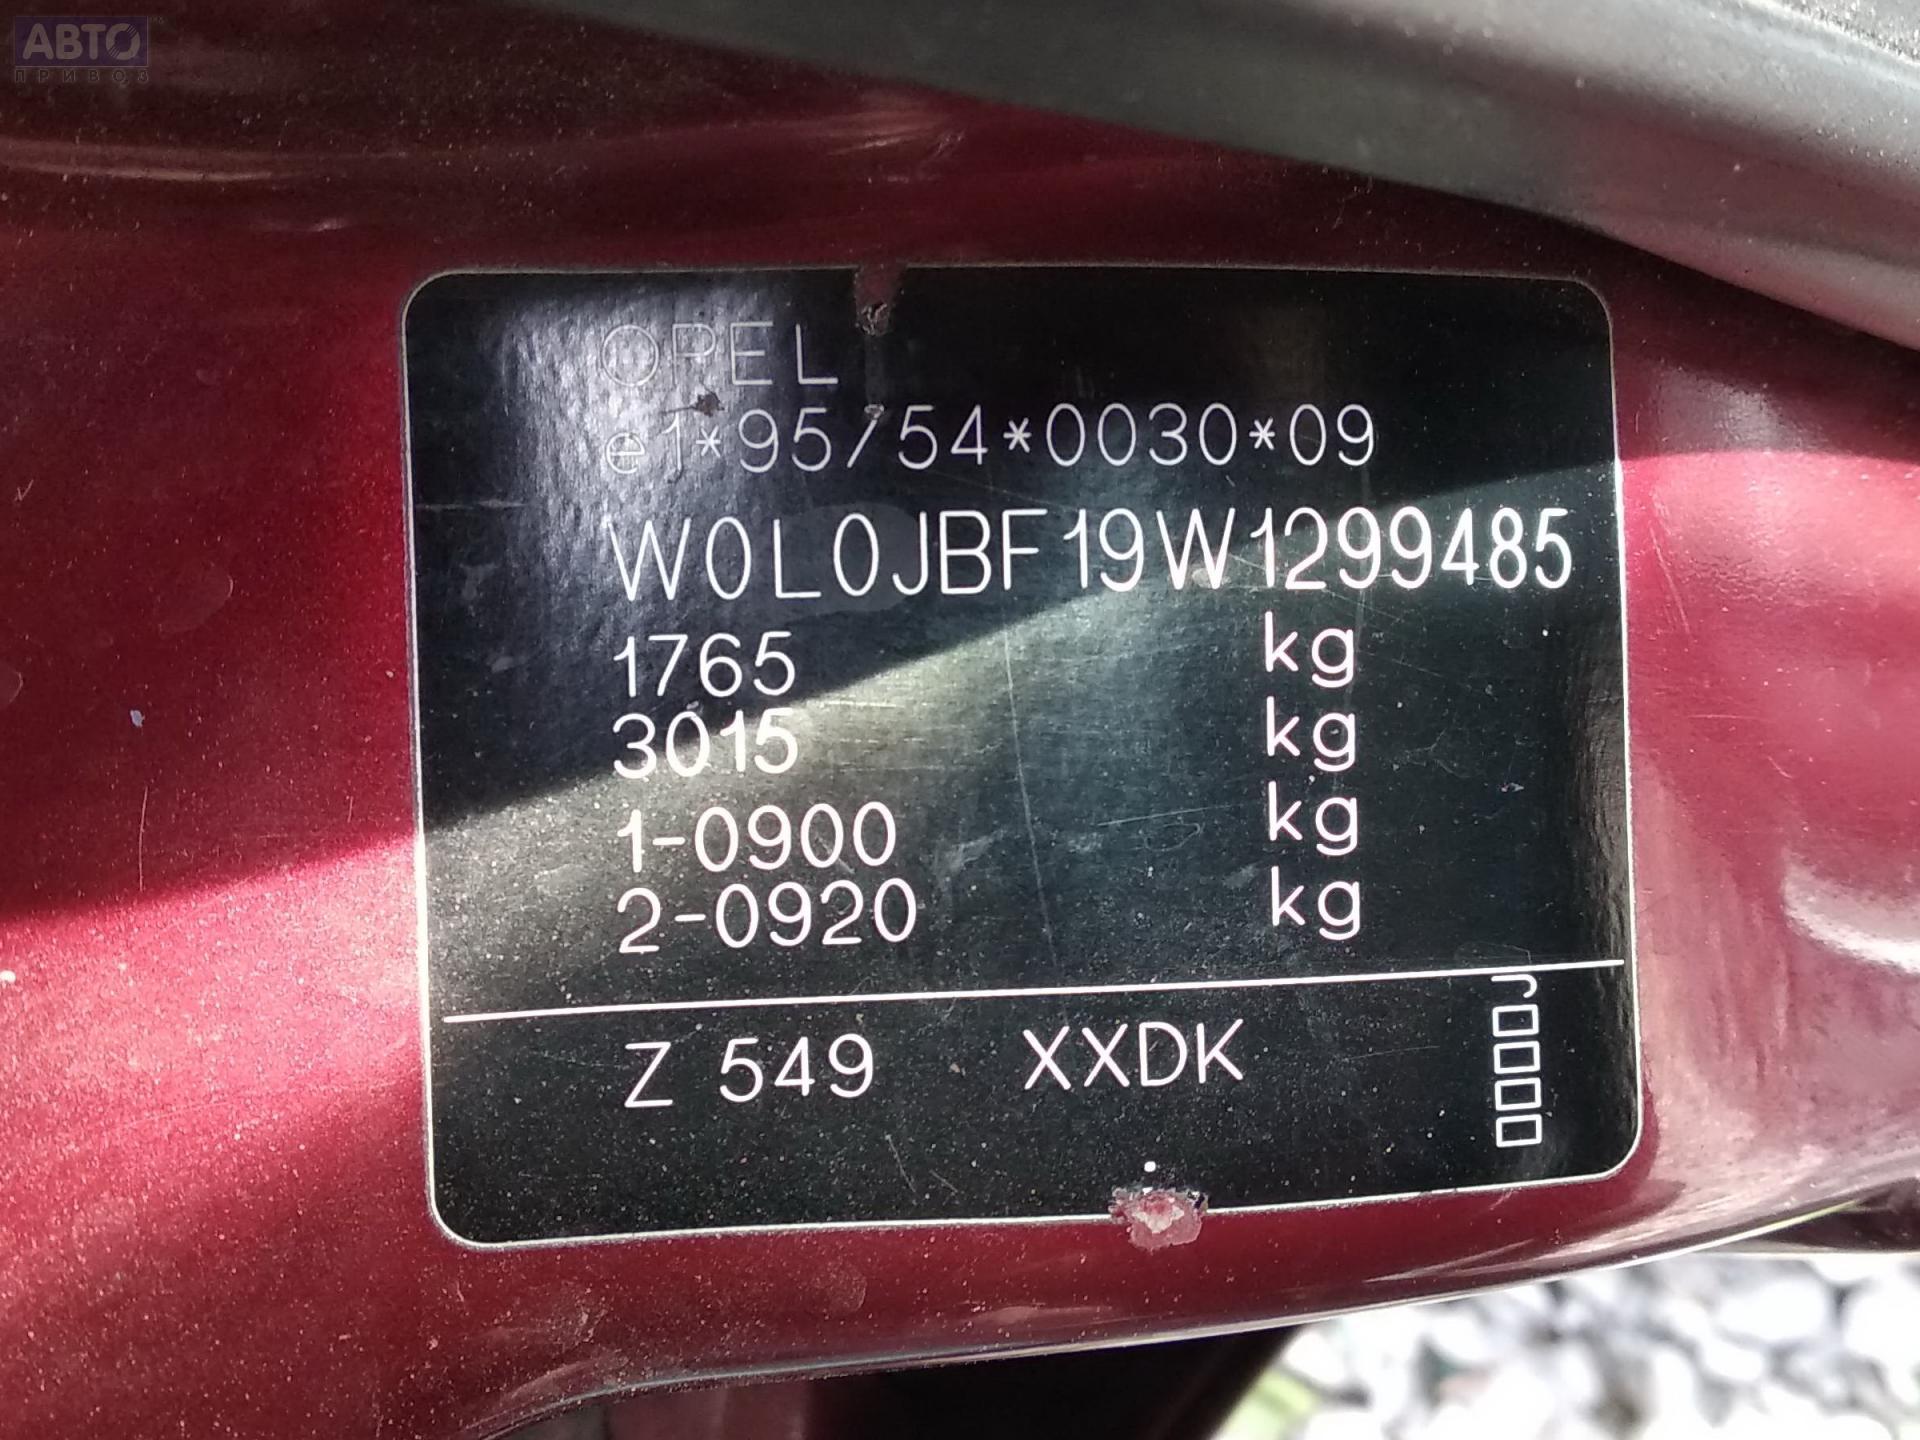 АВТО
ПРИВОЗ
OPEL
e1*95/54*0030*09
W0L0JBF19W1299485
1765 kg
3015 kg
1-0900 kg
2-0920 kg
Z 549 XXDK
□□□□J